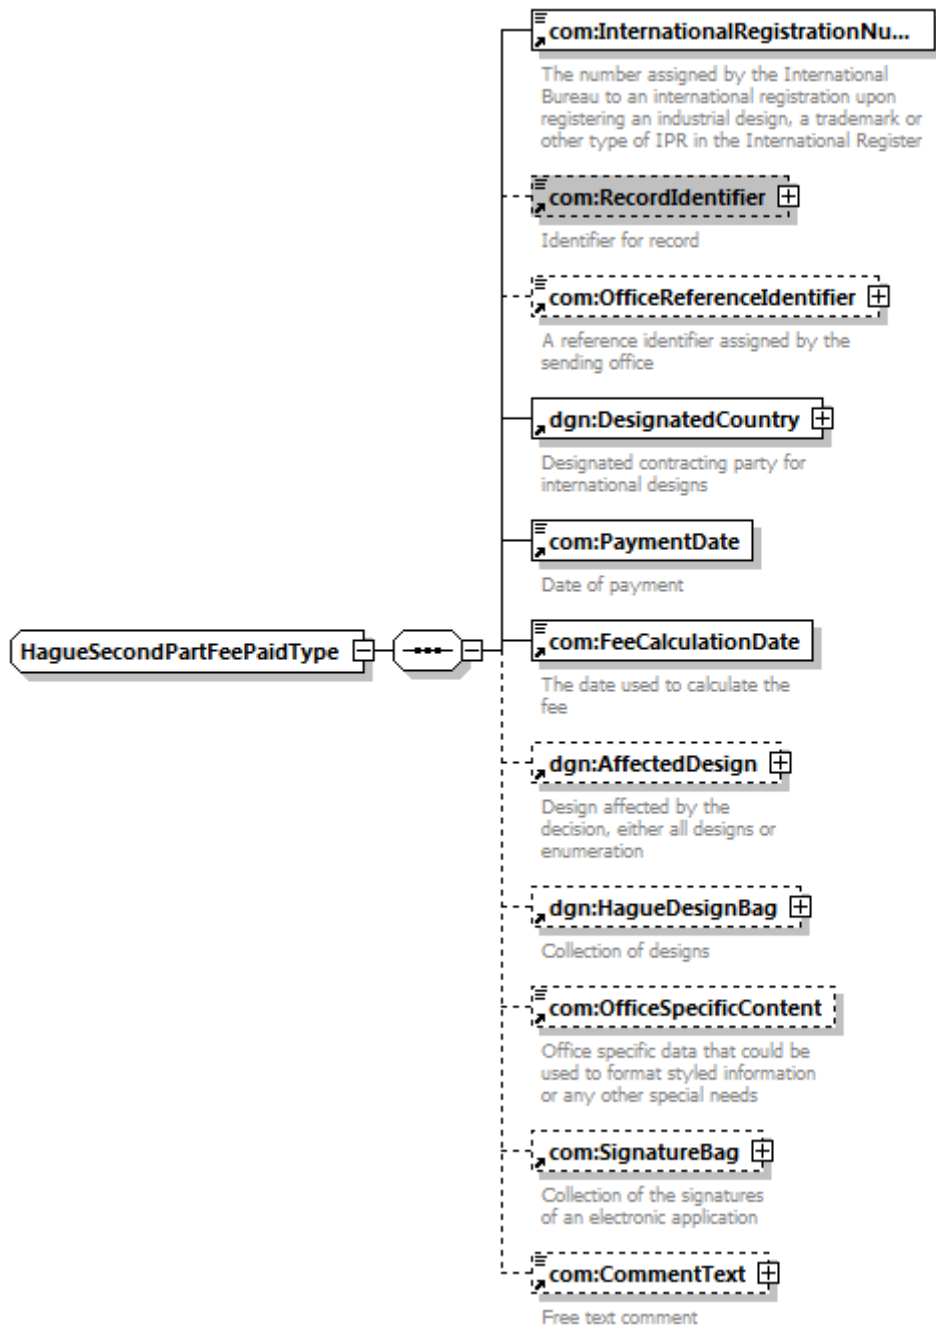 com:InternationalRegistrationNu...
The number assigned by the International
Bureau to an international registration upon
registering an industrial design, a trademark or
other type of IPR in the International Register
com:RecordIdentifier
Identifier for record
com:OfficeReferenceIdentifier
A reference identifier assigned by the
sending office
dgn:DesignatedCountry
Designated contracting party for
international designs
com:PaymentDate
Date of payment
HagueSecondPartFeePaidType
com:FeeCalculationDate
The date used to calculate the
fee
dgn:AffectedDesign
Design affected by the
decision, either all designs or
enumeration
dgn:HagueDesignBag
Collection of designs
com:OfficeSpecificContent
Office specific data that could be
used to format styled information
or any other special needs
com:SignatureBag
Collection of the signatures
of an electronic application
com:CommentText
Free text comment